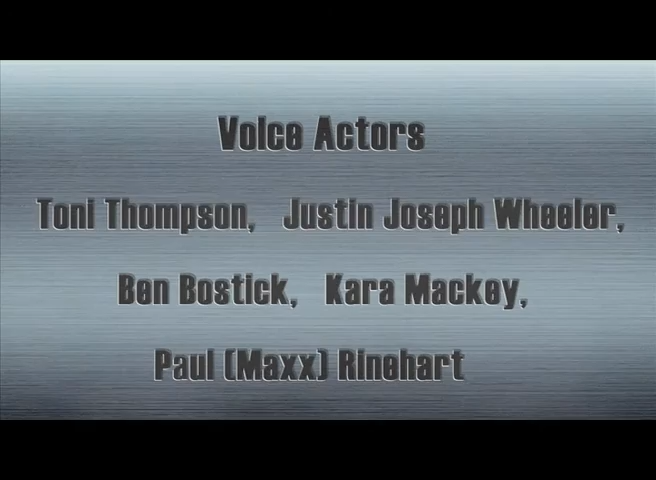 Voice Actors
Toni Thompson, Justin Joseph Wheeler,
Ben Bostick, Kara Mackey,
Paul (Maxx) Rinehart